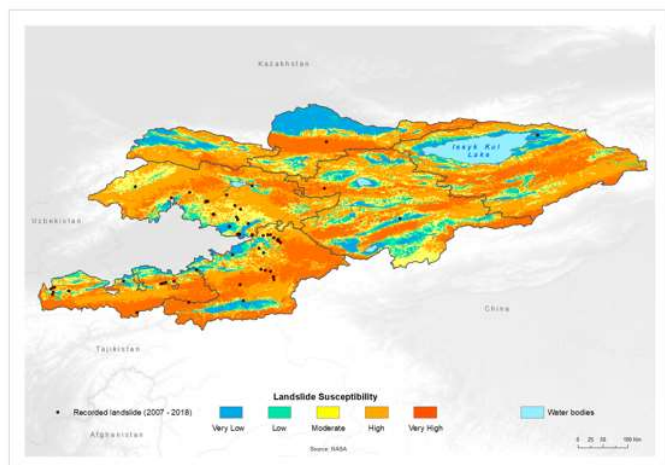 Kazakhstan
Issyk Kul
Lake
Uzbekistan
China
Tajikistan
Landslide Susceptibility
Recorded landslide (2007 - 2018)
Very Low
Low
Moderate
High
Very High
Water bodies
Afghanistan
Source: NASA
0 25 50 100 Km